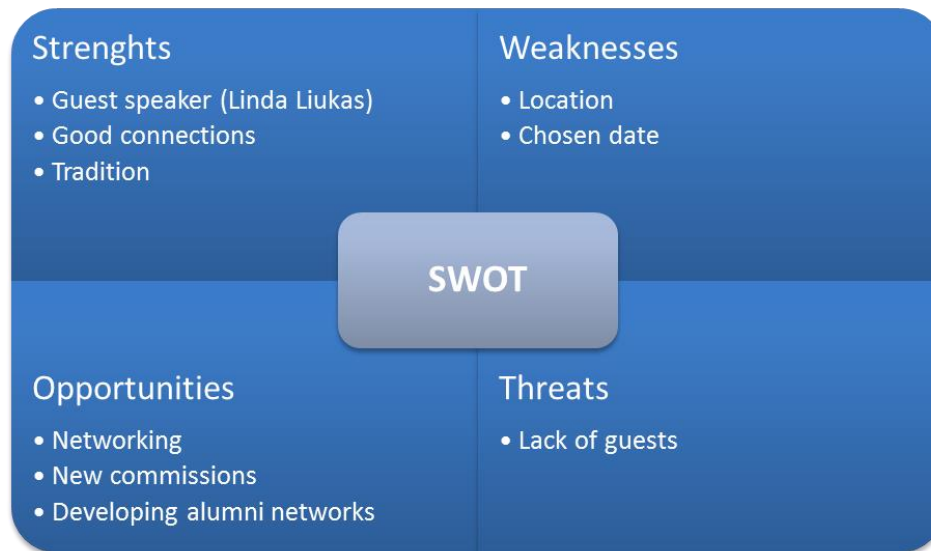 Strenghts
• Guest speaker (Linda Liukas)
• Good connections
• Tradition
Weaknesses
• Location
• Chosen date
SWOT
Opportunities
• Networking
• New commissions
• Developing alumni networks
Threats
• Lack of guests